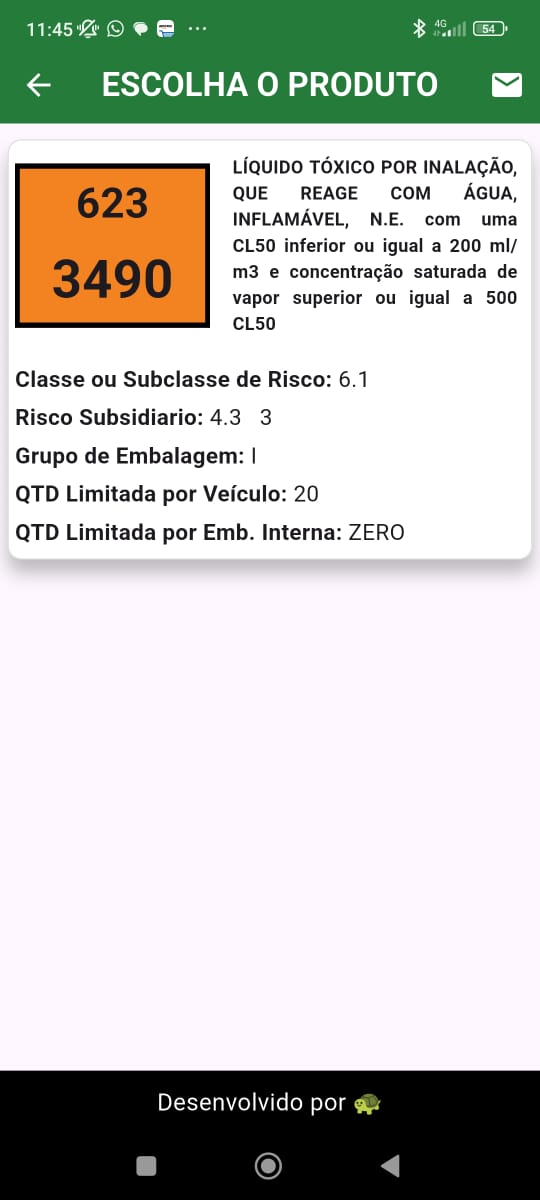 11:45
4G
54
ESCOLHA O PRODUTO
623
3490
LÍQUIDO TÓXICO POR INALAÇÃO,
QUE REAGE COM ÁGUA,
INFLAMÁVEL, N.E. com uma
CL50 inferior ou igual a 200 ml/
m3 e concentração saturada de
vapor superior ou igual a 500
CL50
Classe ou Subclasse de Risco: 6.1
Risco Subsidiario: 4.3 3
Grupo de Embalagem: I
QTD Limitada por Veículo: 20
QTD Limitada por Emb. Interna: ZERO
Desenvolvido por 🐢